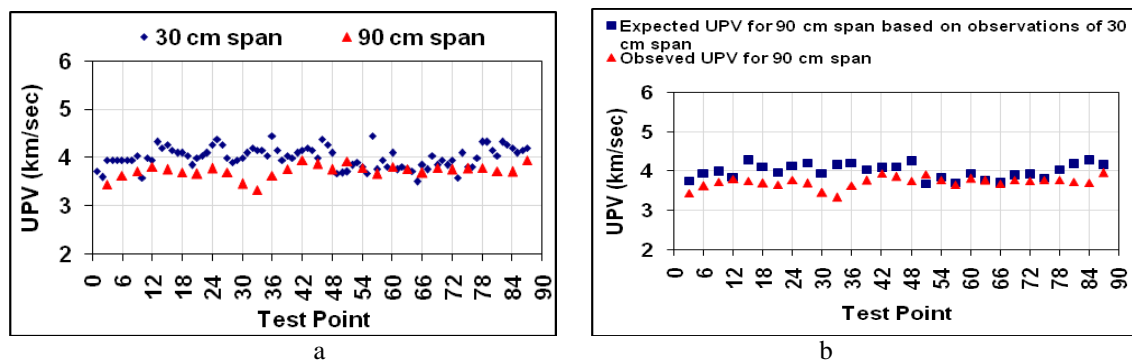 30 cm span 90 cm span
6
5
4
3
2
UPV (km/sec)
0 6 12 18 24 30 36 42 48 54 60 66 72 78 84 90
Test Point
a
Expected UPV for 90 cm span based on observations of 30
cm span
Obseved UPV for 90 cm span
6
5
4
3
2
UPV (km/sec)
0 6 12 18 24 30 36 42 48 54 60 66 72 78 84 90
Test Point
b